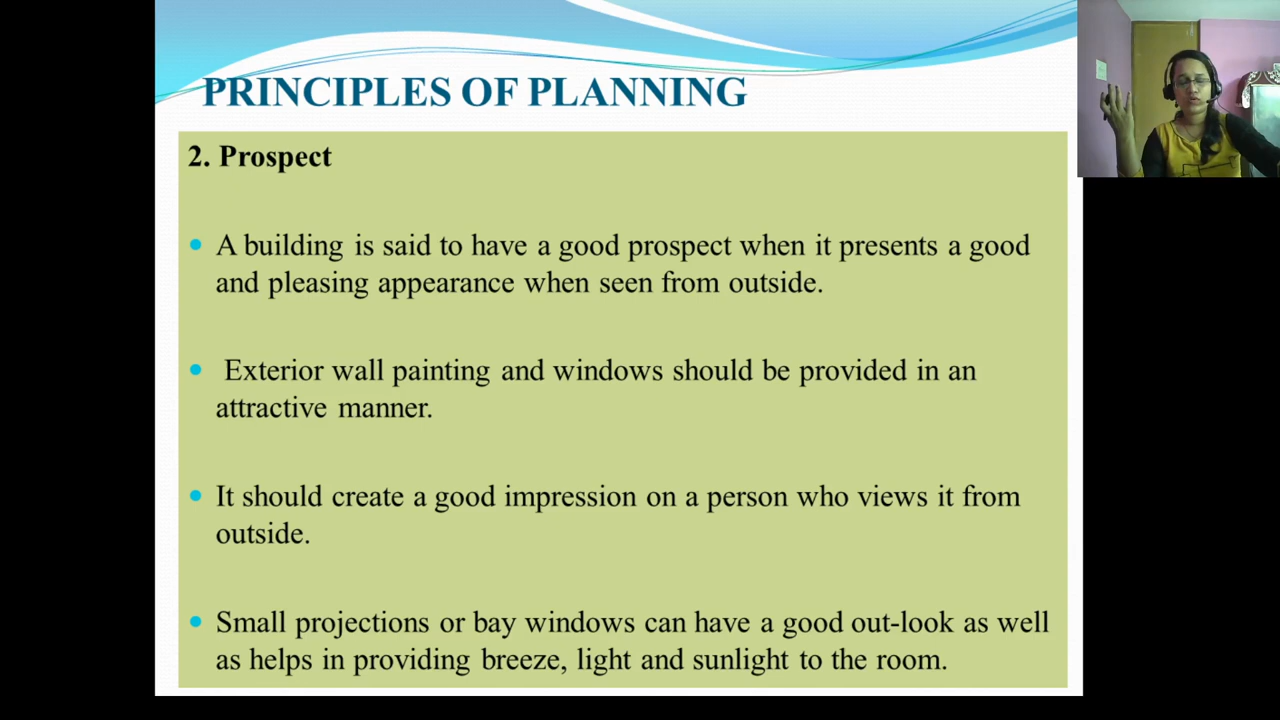 PRINCIPLES OF PLANNING
2. Prospect
• A building is said to have a good prospect when it presents a good
and pleasing appearance when seen from outside.
• Exterior wall painting and windows should be provided in an
attractive manner.
• It should create a good impression on a person who views it from
outside.
• Small projections or bay windows can have a good out-look as well
as helps in providing breeze, light and sunlight to the room.